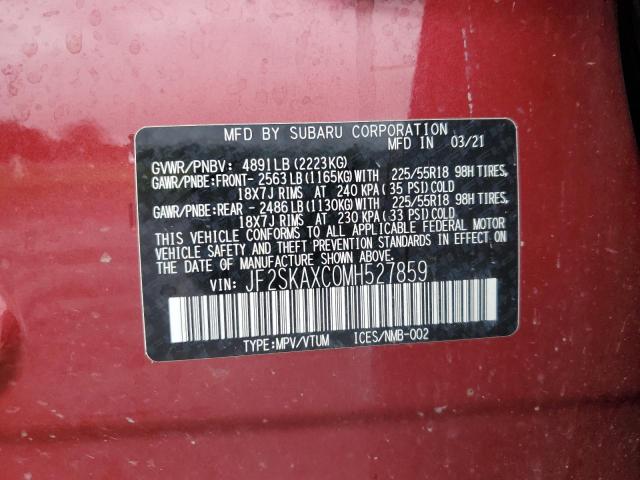 MFD BY SUBARU CORPORATION
MFD IN 03/21
GVWR/PNBV: 4891LB (2223KG)
GAWR/PNBE:FRONT- 2563LB (1165KG)WITH 225/55R18 98H TIRES,
18X7J RIMS AT 240 KPA ( 35 PSI) COLD
GAWR/PNBE:REAR - 2486LB (1130KG)WITH 225/55R18 98H TIRES,
18X7J RIMS AT 230 KPA ( 33 PSI) COLD
THIS VEHICLE CONFORMS TO ALL APPLICABLE FEDERAL MOTOR
VEHICLE SAFETY AND THEFT PREVENTION STANDARDS IN EFFECT ON
THE DATE OF MANUFACTURE SHOWN ABOVE.
VIN: JF2SKAXC0MH527859
TYPE:MPV/VTUM ICES/NMB-002